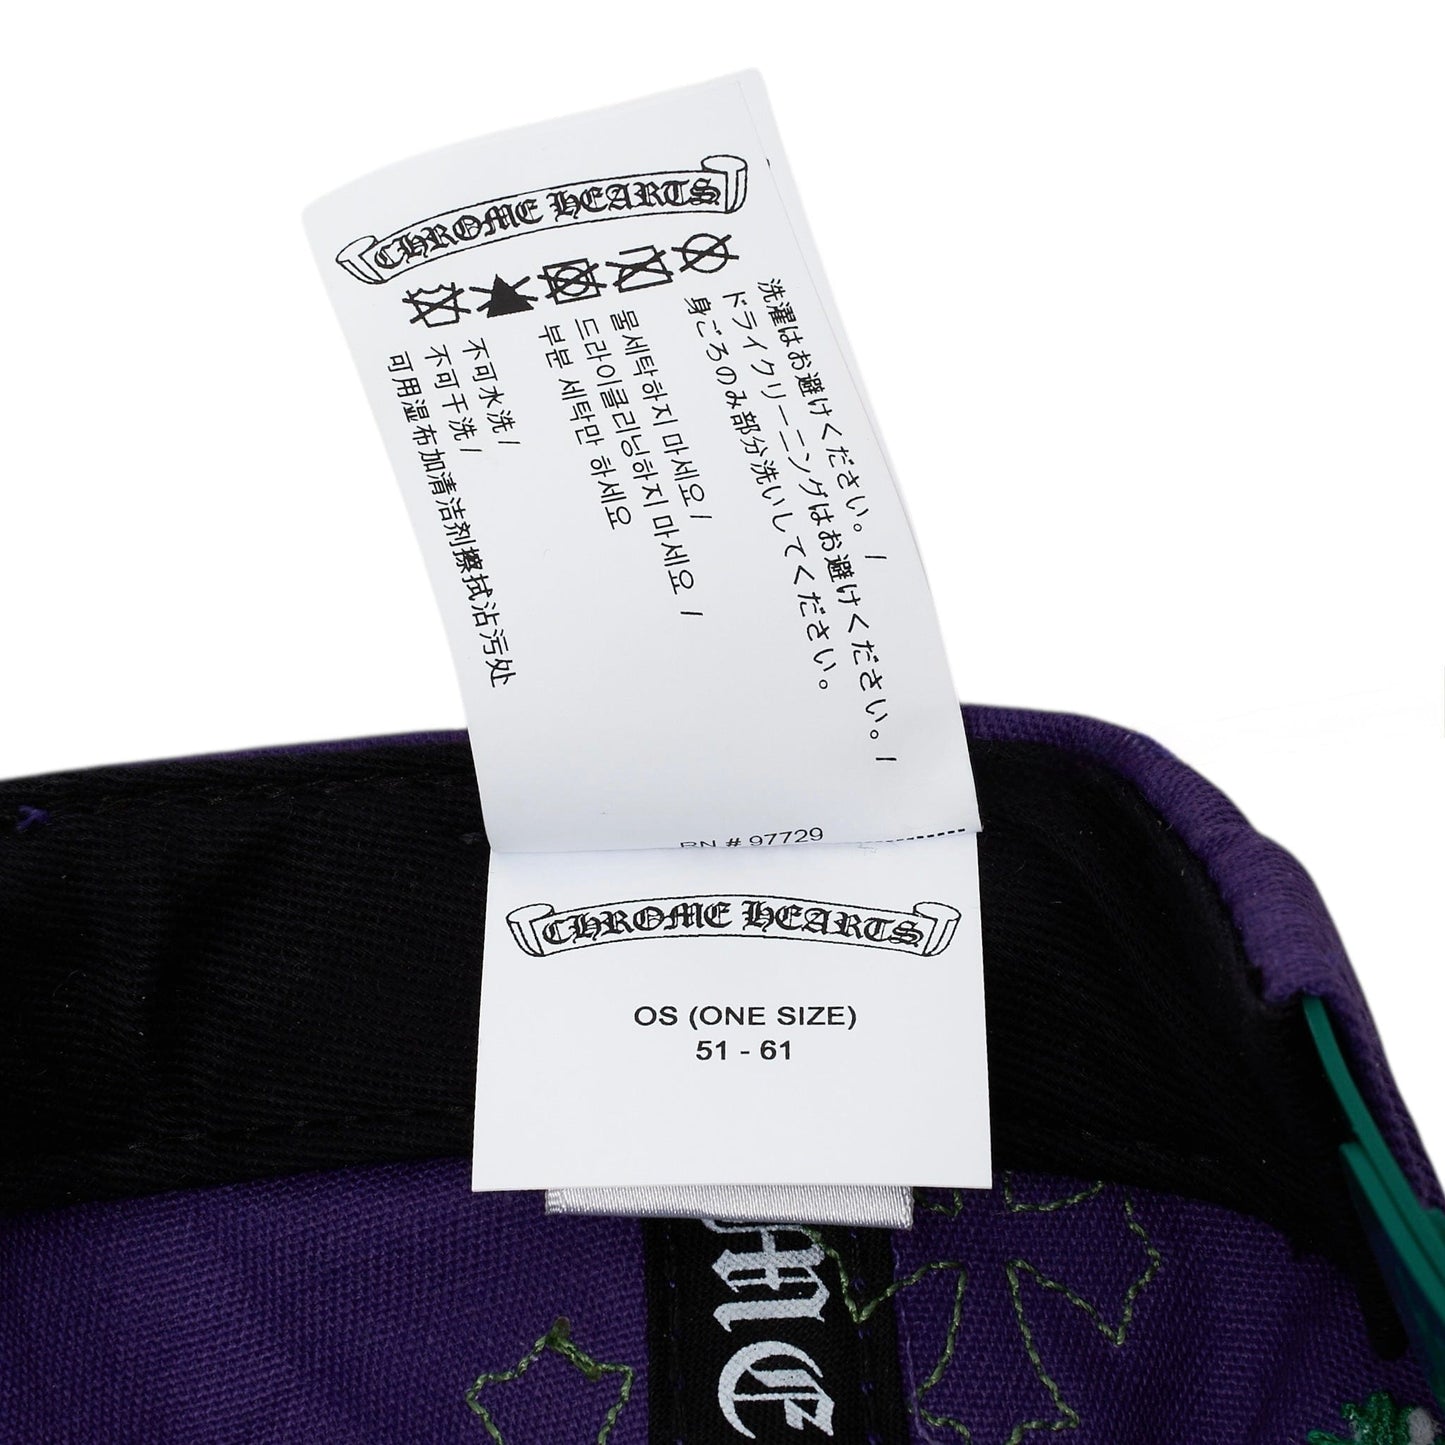 CHROME HEARTS
洗濯はお避けください。/
ドライクリーニングはお避けください。/
身ごろのみ部分洗いしてください。
물세탁하지 마세요 /
드라이클리닝하지 마세요 /
부분 세탁만 하세요
不可水洗 /
不可干洗 /
可用湿布加清洁剂擦拭沾污处
RN # 97729
CHROME HEARTS
OS (ONE SIZE)
51 - 61